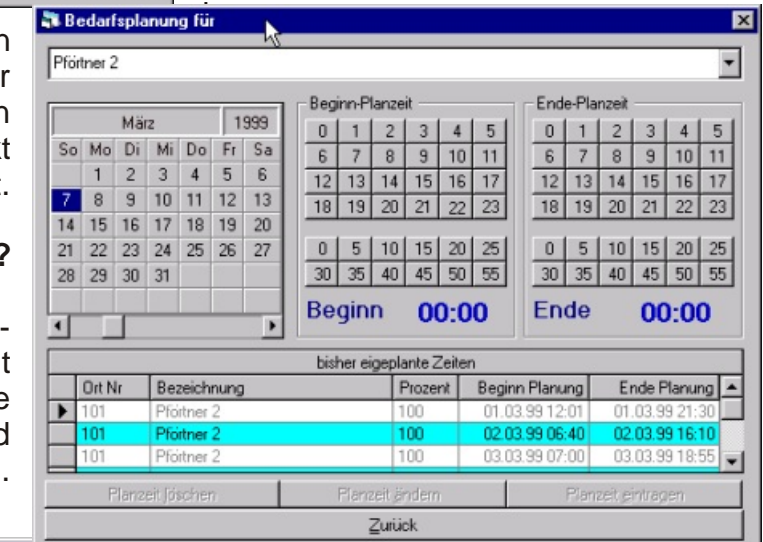 Bedarfsplanung für
Pförtner 2
März 1999
So Mo Di Mi Do Fr Sa
1 2 3 4 5 6
7 8 9 10 11 12 13
14 15 16 17 18 19 20
21 22 23 24 25 26 27
28 29 30 31
Beginn-Planzeit
0 1 2 3 4 5
6 7 8 9 10 11
12 13 14 15 16 17
18 19 20 21 22 23
0 5 10 15 20 25
30 35 40 45 50 55
Beginn 00:00
Ende-Planzeit
0 1 2 3 4 5
6 7 8 9 10 11
12 13 14 15 16 17
18 19 20 21 22 23
0 5 10 15 20 25
30 35 40 45 50 55
Ende 00:00
bisher eigeplante Zeiten
Ort Nr Bezeichnung Prozent Beginn Planung Ende Planung
101 Pförtner 2 100 01.03.99 12:01 01.03.99 21:30
101 Pförtner 2 100 02.03.99 06:40 02.03.99 16:10
101 Pförtner 2 100 03.03.99 07:00 03.03.99 18:55
Planzeit löschen Planzeit ändern Planzeit eintragen
Zurück